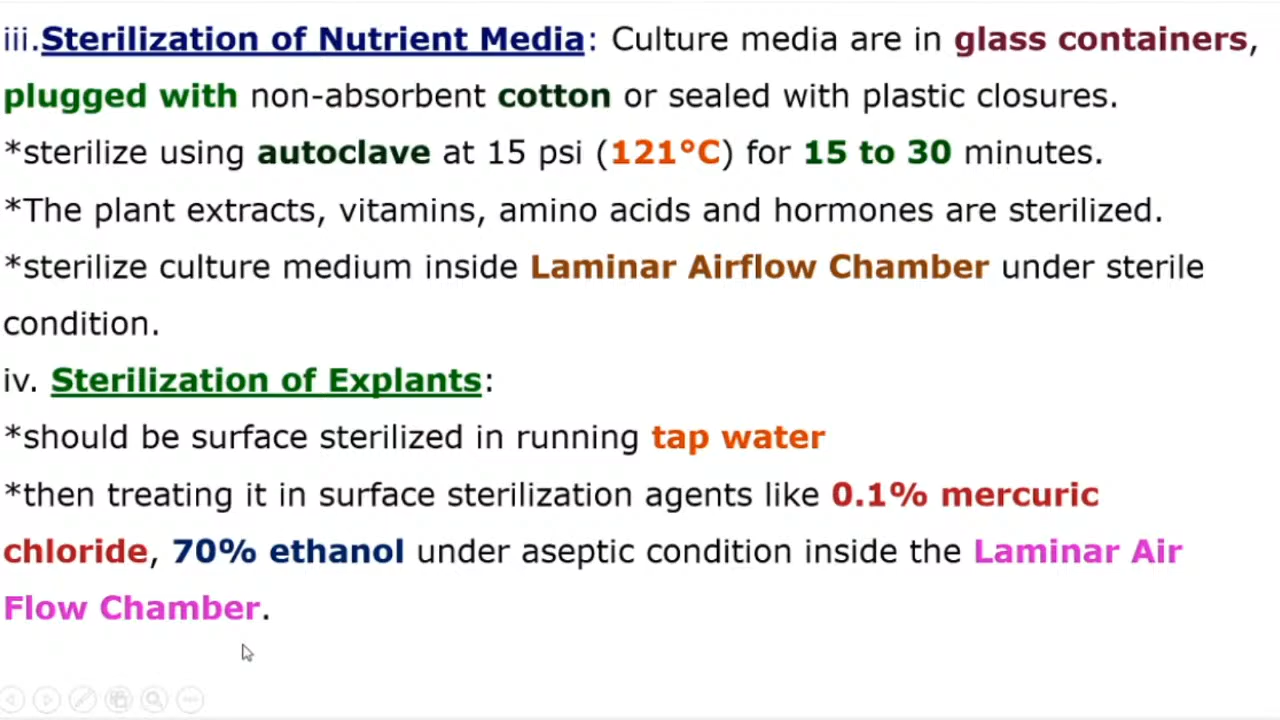 iii.Sterilization of Nutrient Media: Culture media are in glass containers,
plugged with non-absorbent cotton or sealed with plastic closures.
*sterilize using autoclave at 15 psi (121°C) for 15 to 30 minutes.
*The plant extracts, vitamins, amino acids and hormones are sterilized.
*sterilize culture medium inside Laminar Airflow Chamber under sterile
condition.
iv. Sterilization of Explants:
*should be surface sterilized in running tap water
*then treating it in surface sterilization agents like 0.1% mercuric
chloride, 70% ethanol under aseptic condition inside the Laminar Air
Flow Chamber.